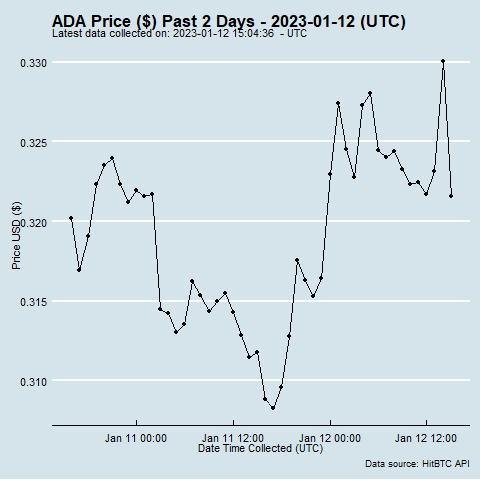 ADA Price ($) Past 2 Days - 2023-01-12 (UTC)
Latest data collected on: 2023-01-12 15:04:36 - UTC
0.330
0.325
0.320
0.315
0.310
Price USD ($)
Jan 11 00:00 Jan 11 12:00 Jan 12 00:00 Jan 12 12:00
Date Time Collected (UTC)
Data source: HitBTC API